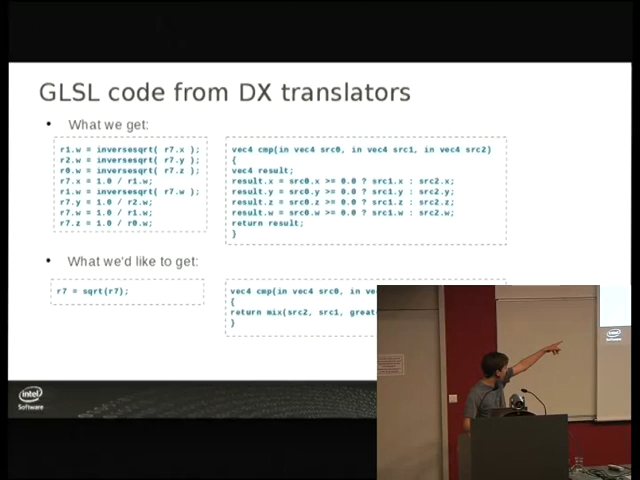 GLSL code from DX translators
• What we get:
r1.w = inversesqrt( r7.x );
r2.w = inversesqrt( r7.y );
r0.w = inversesqrt( r7.z );
r7.x = 1.0 / r1.w;
r1.w = inversesqrt( r7.w );
r7.y = 1.0 / r2.w;
r7.w = 1.0 / r1.w;
r7.z = 1.0 / r0.w;
vec4 cmp(in vec4 src0, in vec4 src1, in vec4 src2)
{
vec4 result;
result.x = src0.x >= 0.0 ? src1.x : src2.x;
result.y = src0.y >= 0.0 ? src1.y : src2.y;
result.z = src0.z >= 0.0 ? src1.z : src2.z;
result.w = src0.w >= 0.0 ? src1.w : src2.w;
return result;
}
• What we'd like to get:
r7 = sqrt(r7);
vec4 cmp(in vec4 src0, in ve
{
return mix(src2, src1, great
}
intel
Software
intel
Software